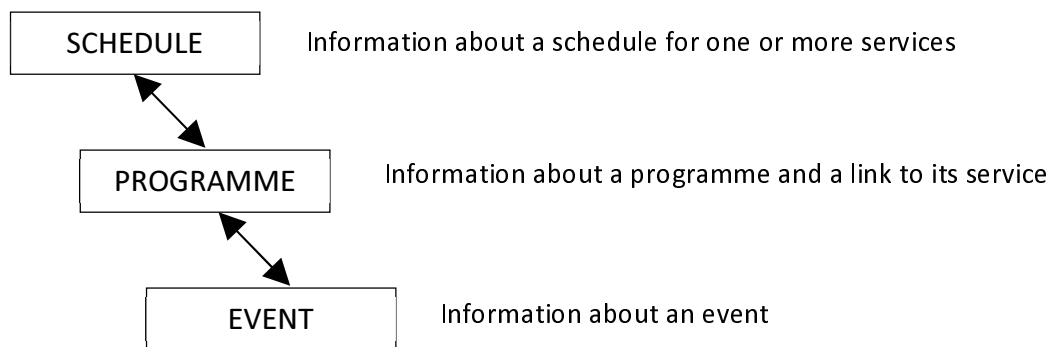 SCHEDULE Information about a schedule for one or more services
PROGRAMME Information about a programme and a link to its service
EVENT Information about an event